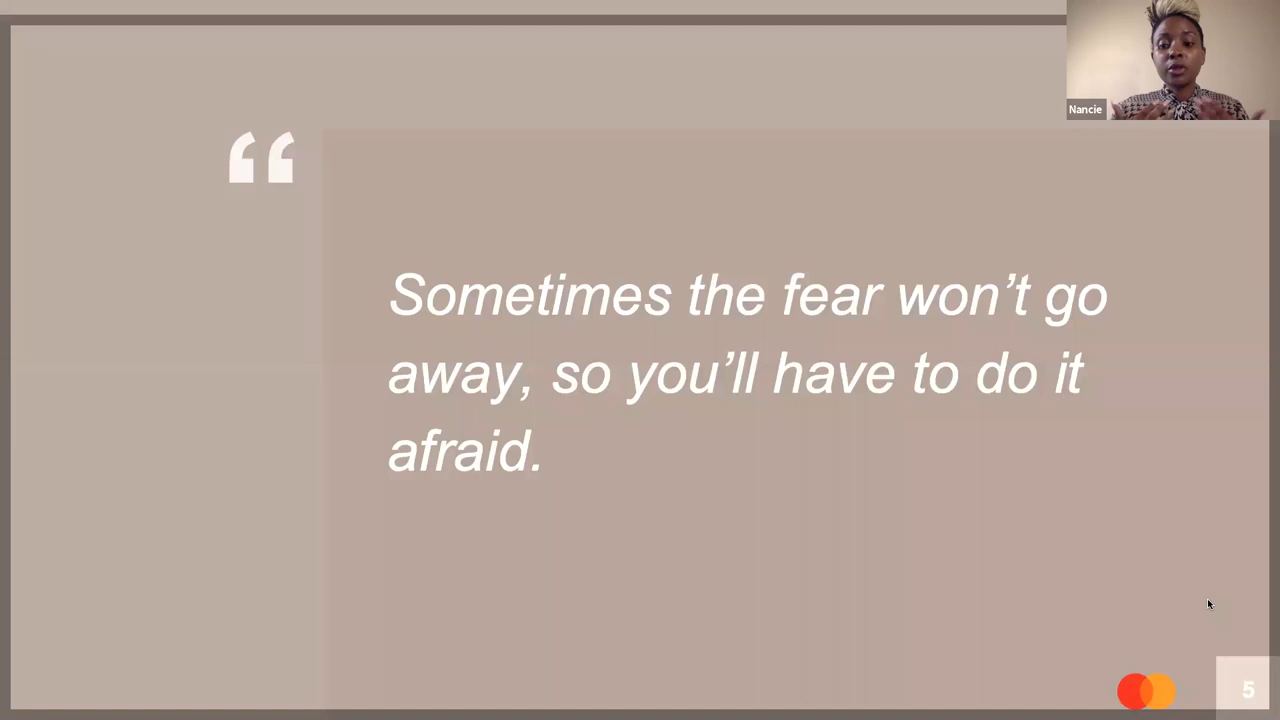 Nancie
“
Sometimes the fear won’t go
away, so you’ll have to do it
afraid.
5